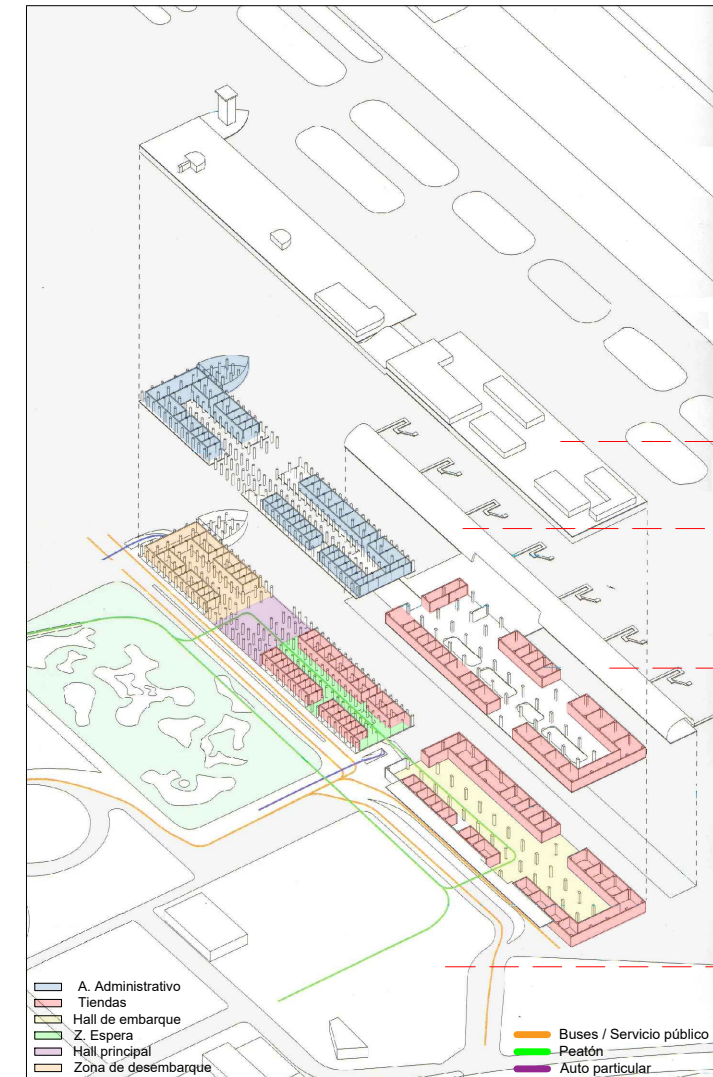 A. Administrativo
Tiendas
Hall de embarque
Z. Espera
Hall principal
Zona de desembarque
Buses / Servicio público
Peatón
Auto particular